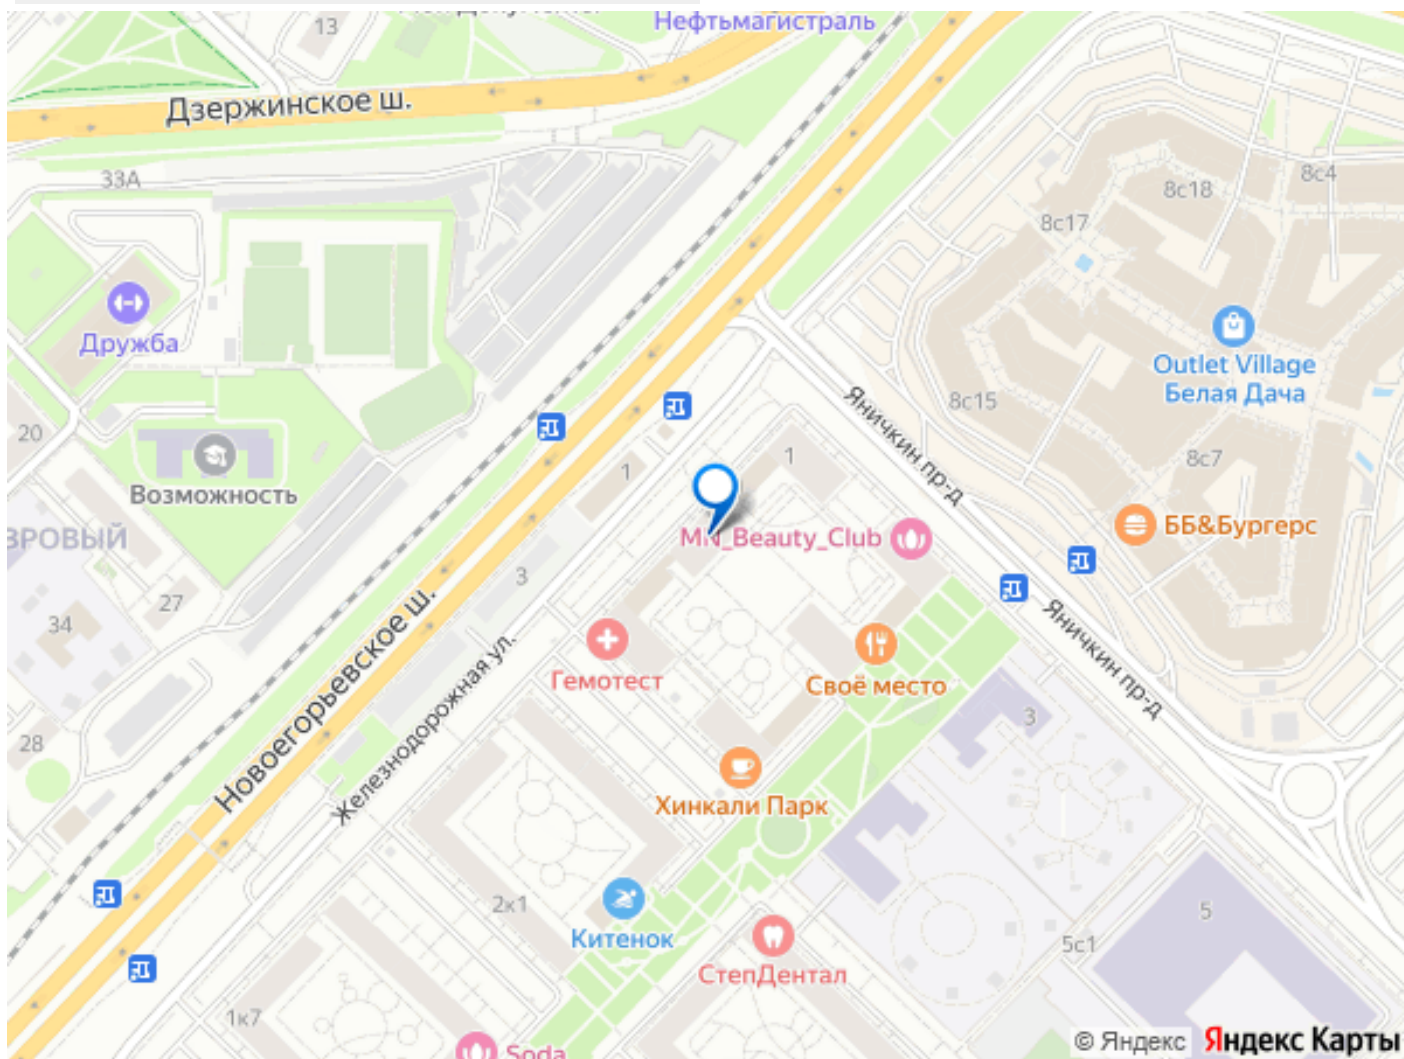 13
Нефтьмагистраль
Дзержинское ш.
33А
8с4
8с18
8с17
Дружба
Outlet Village
Белая Дача
8с15
Яничкин пр-д
20
8с7
1
1
Возможность
ББ&Бургерс
MN_Beauty_Club
3
27
34
Новоегорьевское ш.
Яничкин пр-д
Железнодорожная ул.
Гемотест
Своё место
3
28
Хинкали Парк
2к1
5
Китенок
5с1
СтепДентал
1к7
Soda
© Яндекс Яндекс Карты